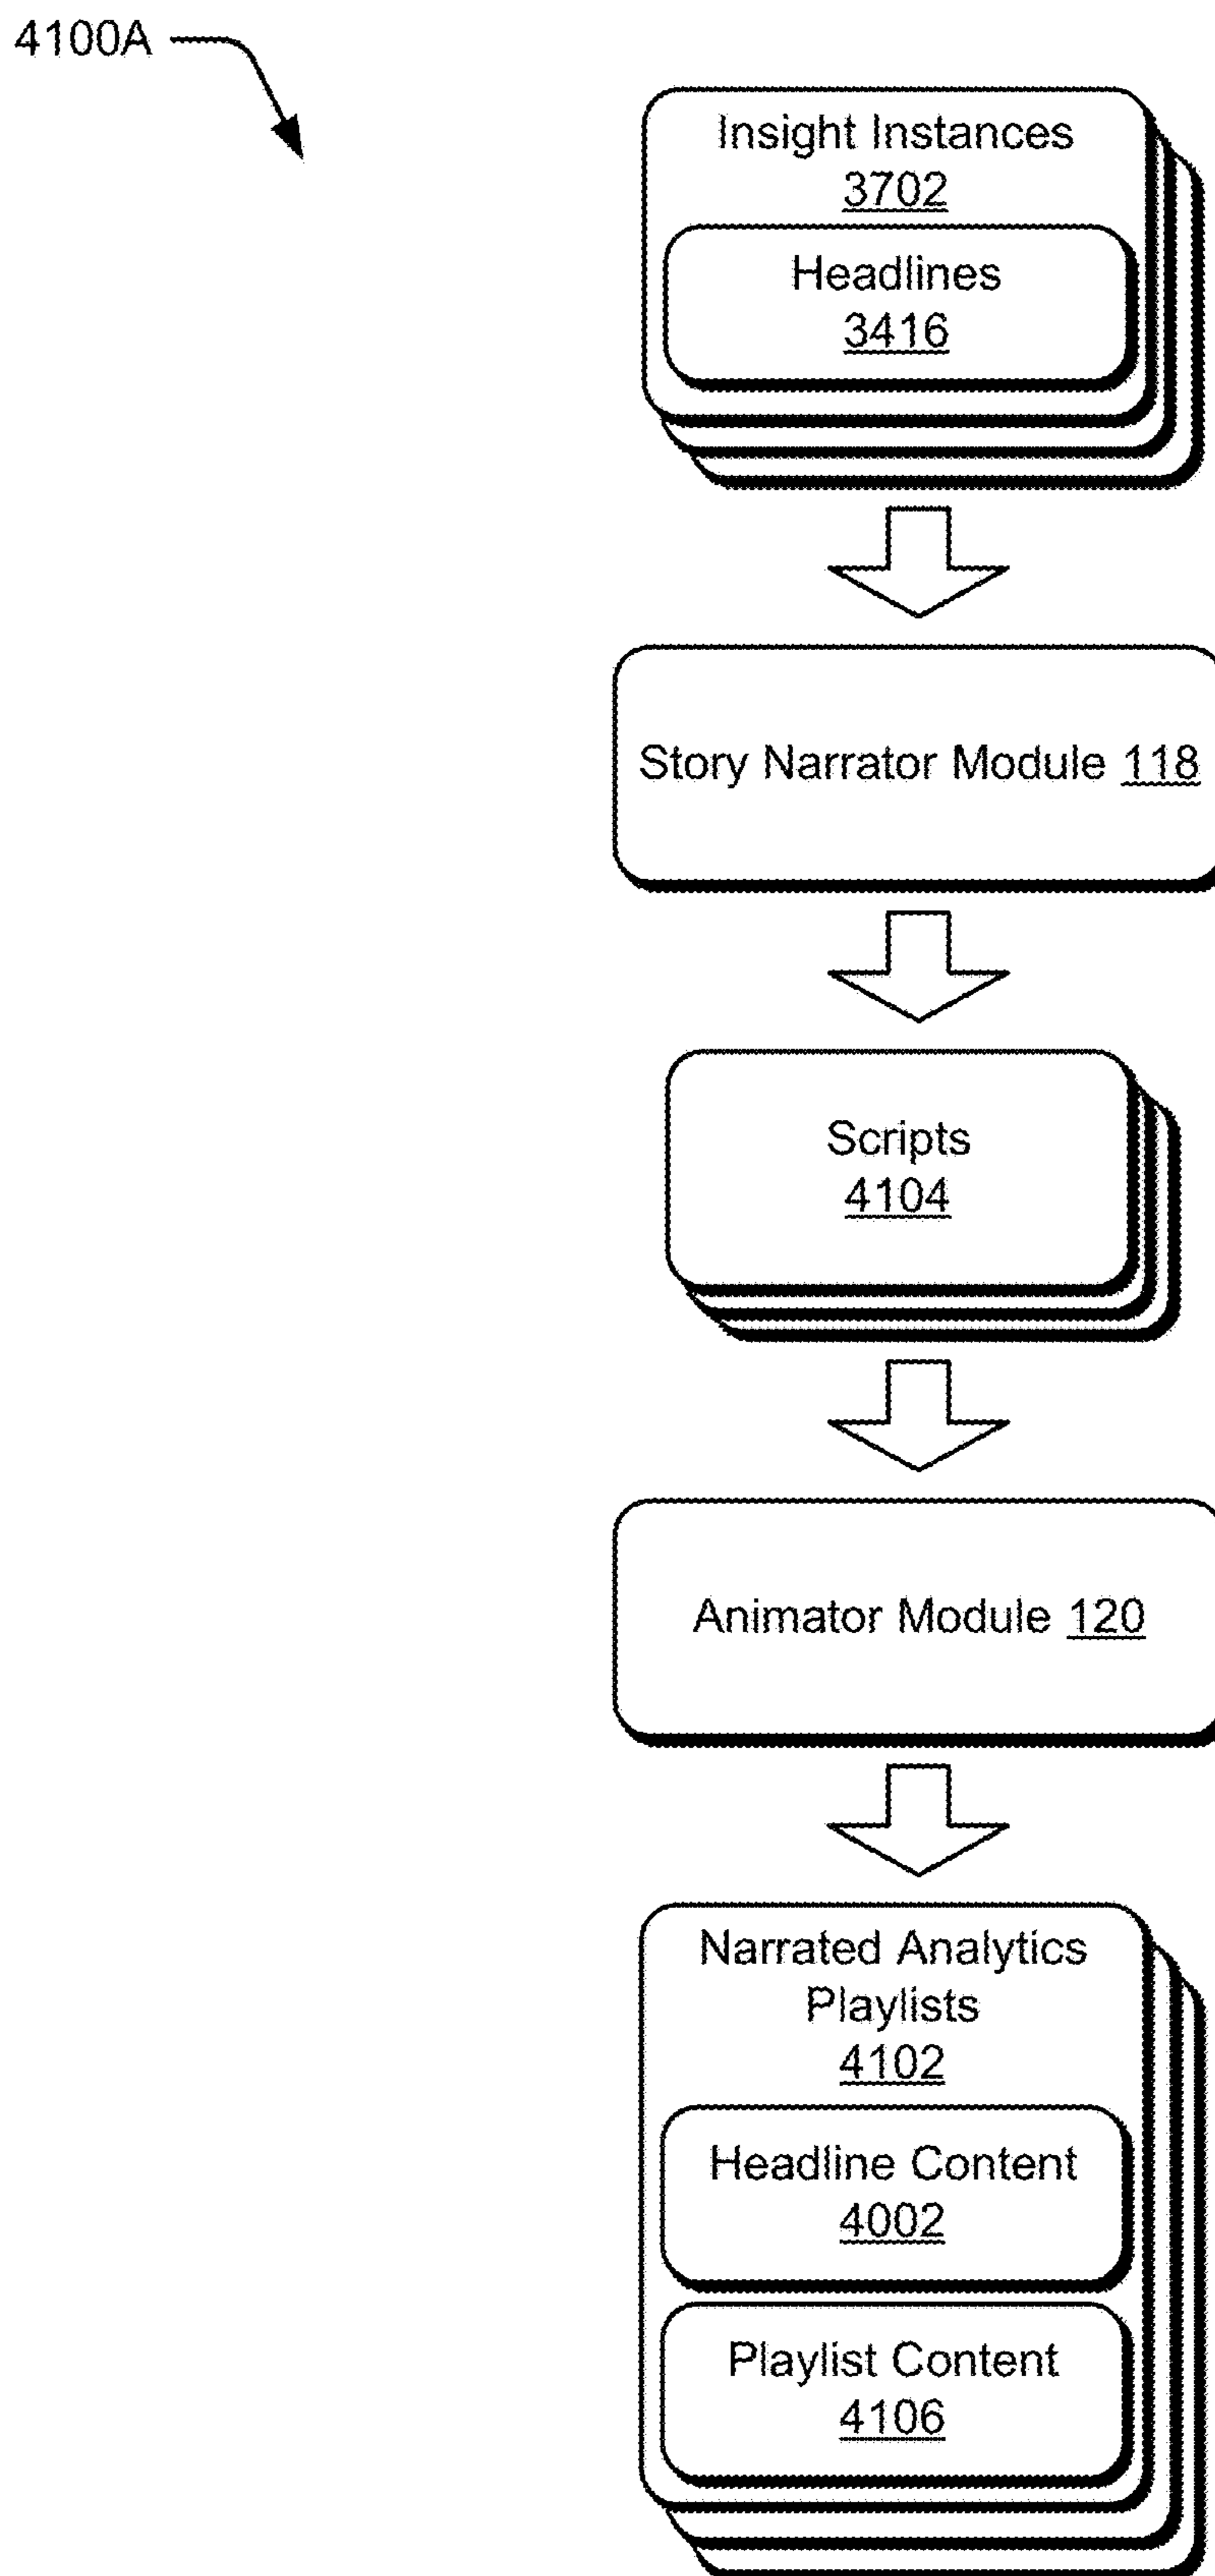 4100A
Insight Instances
3702
Headlines
3416
Story Narrator Module 118
Scripts
4104
Animator Module 120
Narrated Analytics
Playlists
4102
Headline Content
4002
Playlist Content
4106